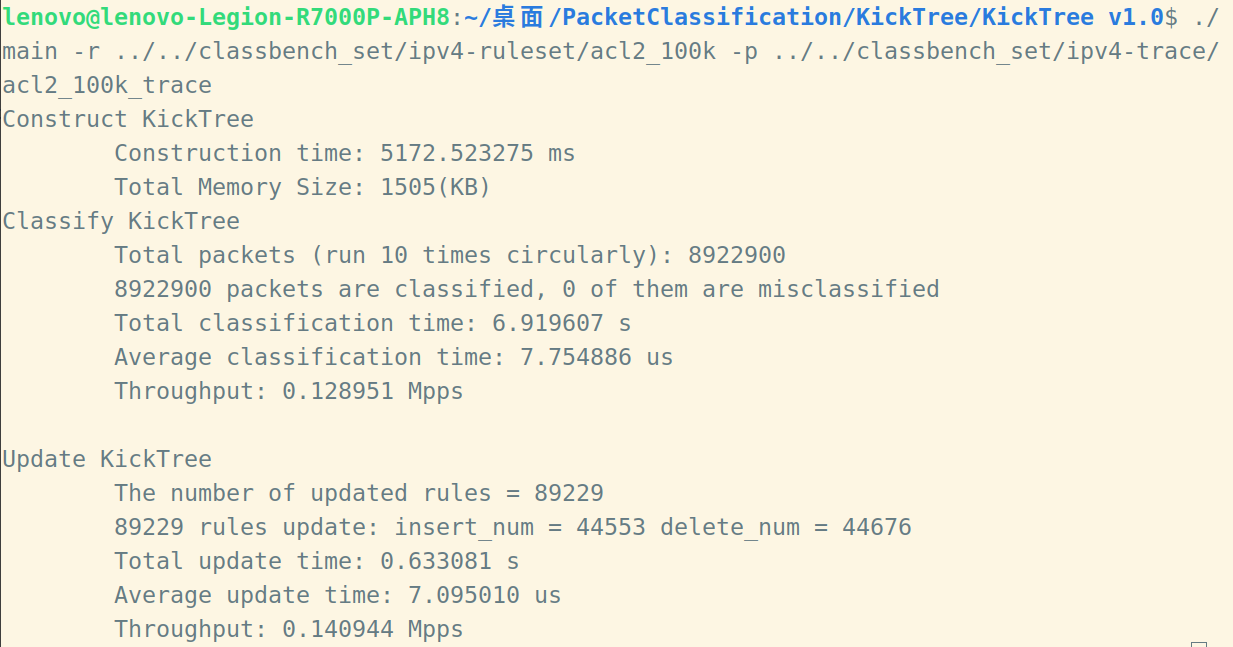 lenovo@lenovo-Legion-R7000P-APH8:~/桌面/PacketClassification/KickTree/KickTree v1.0$ ./
main -r ../../classbench_set/ipv4-ruleset/acl2_100k -p ../../classbench_set/ipv4-trace/
acl2_100k_trace
Construct KickTree
Construction time: 5172.523275 ms
Total Memory Size: 1505(KB)
Classify KickTree
Total packets (run 10 times circularly): 8922900
8922900 packets are classified, 0 of them are misclassified
Total classification time: 6.919607 s
Average classification time: 7.754886 us
Throughput: 0.128951 Mpps
Update KickTree
The number of updated rules = 89229
89229 rules update: insert_num = 44553 delete_num = 44676
Total update time: 0.633081 s
Average update time: 7.095010 us
Throughput: 0.140944 Mpps